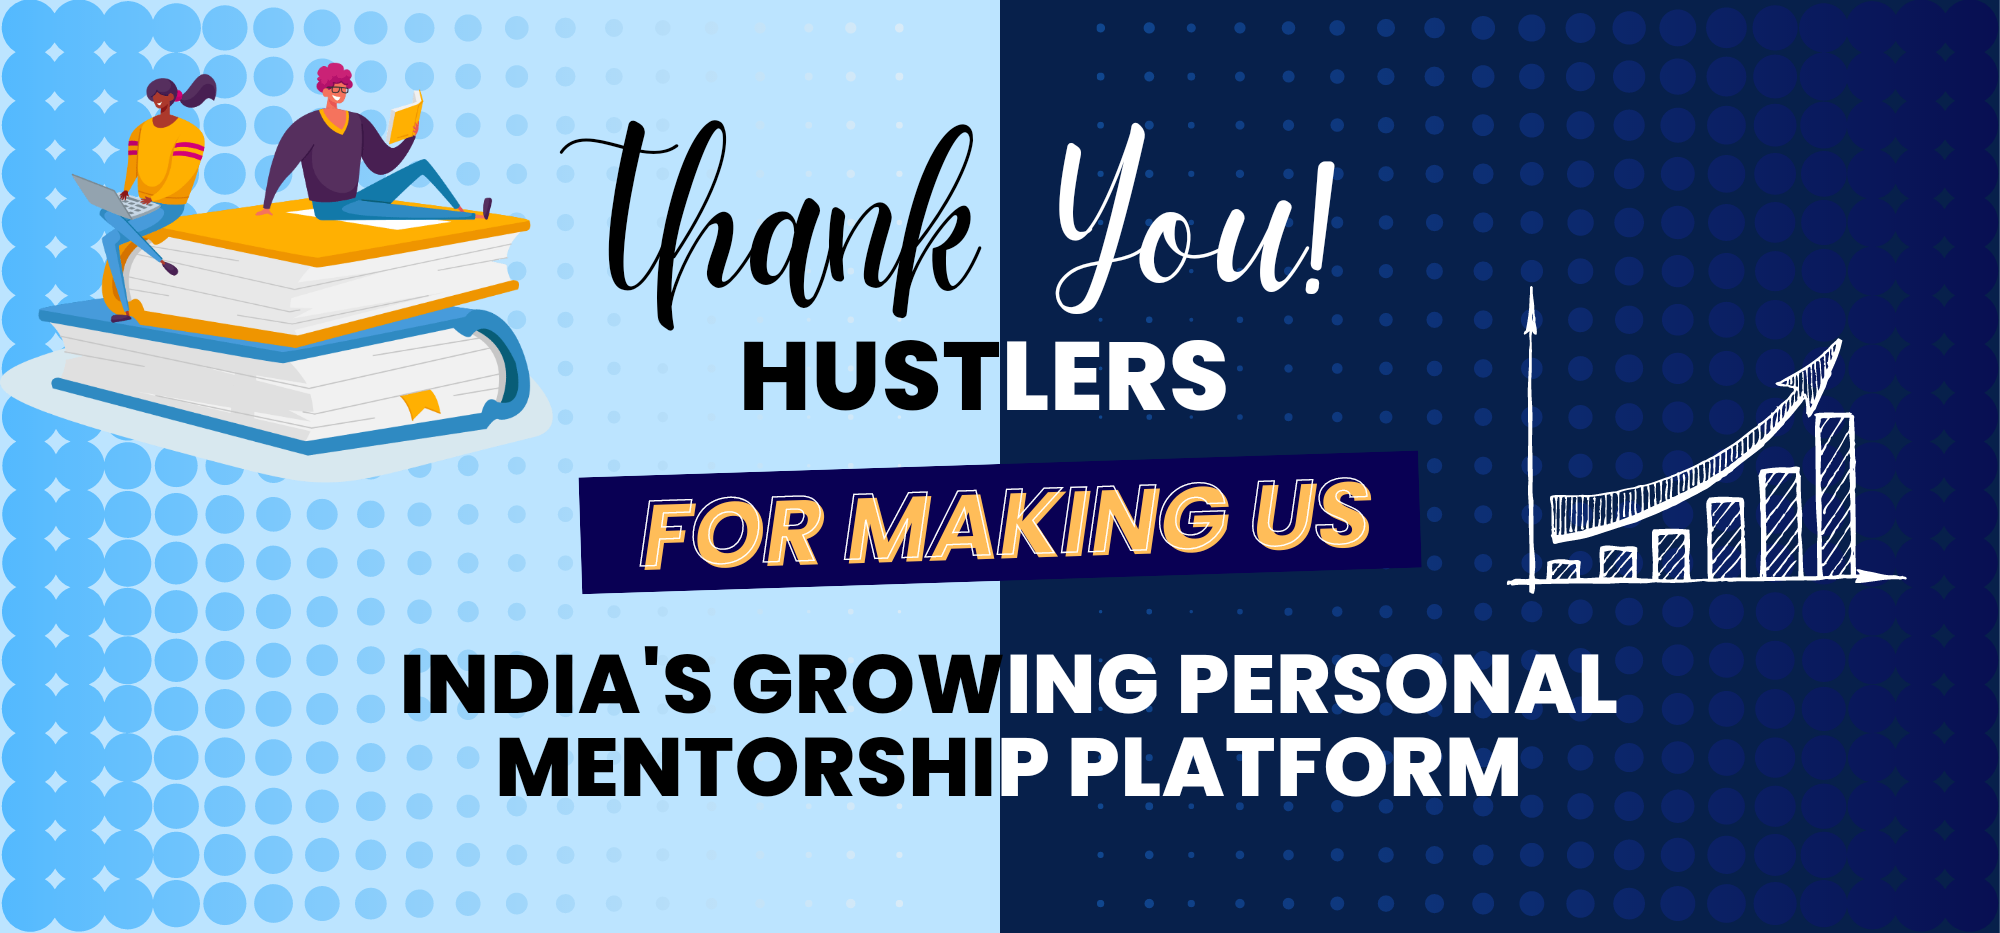 Thank You!
HUSTLERS
FOR MAKING US
INDIA'S GROWING PERSONAL
MENTORSHIP PLATFORM